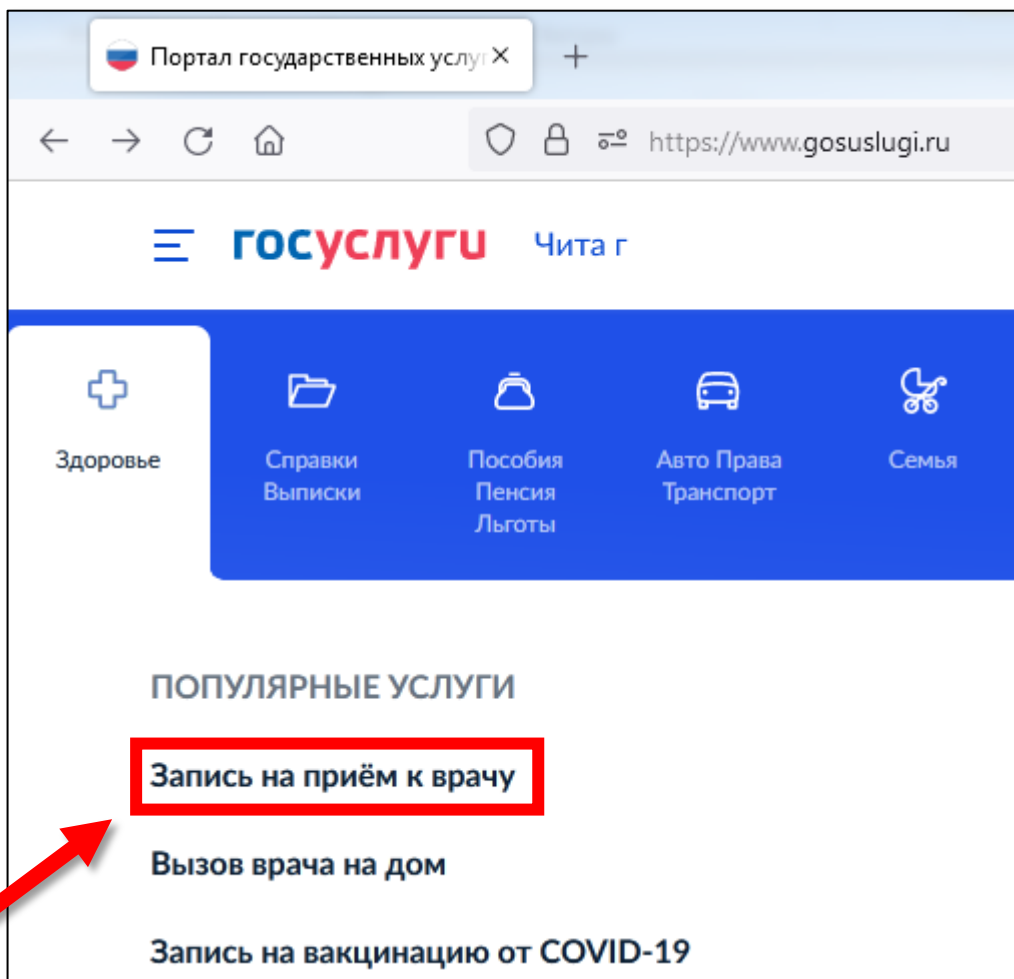 Портал государственных услуг
https://www.gosuslugi.ru
госуслуги Чита г
Здоровье
Справки
Выписки
Пособия
Пенсия
Льготы
Авто Права
Транспорт
Семья
ПОПУЛЯРНЫЕ УСЛУГИ
Запись на приём к врачу
Вызов врача на дом
Запись на вакцинацию от COVID-19